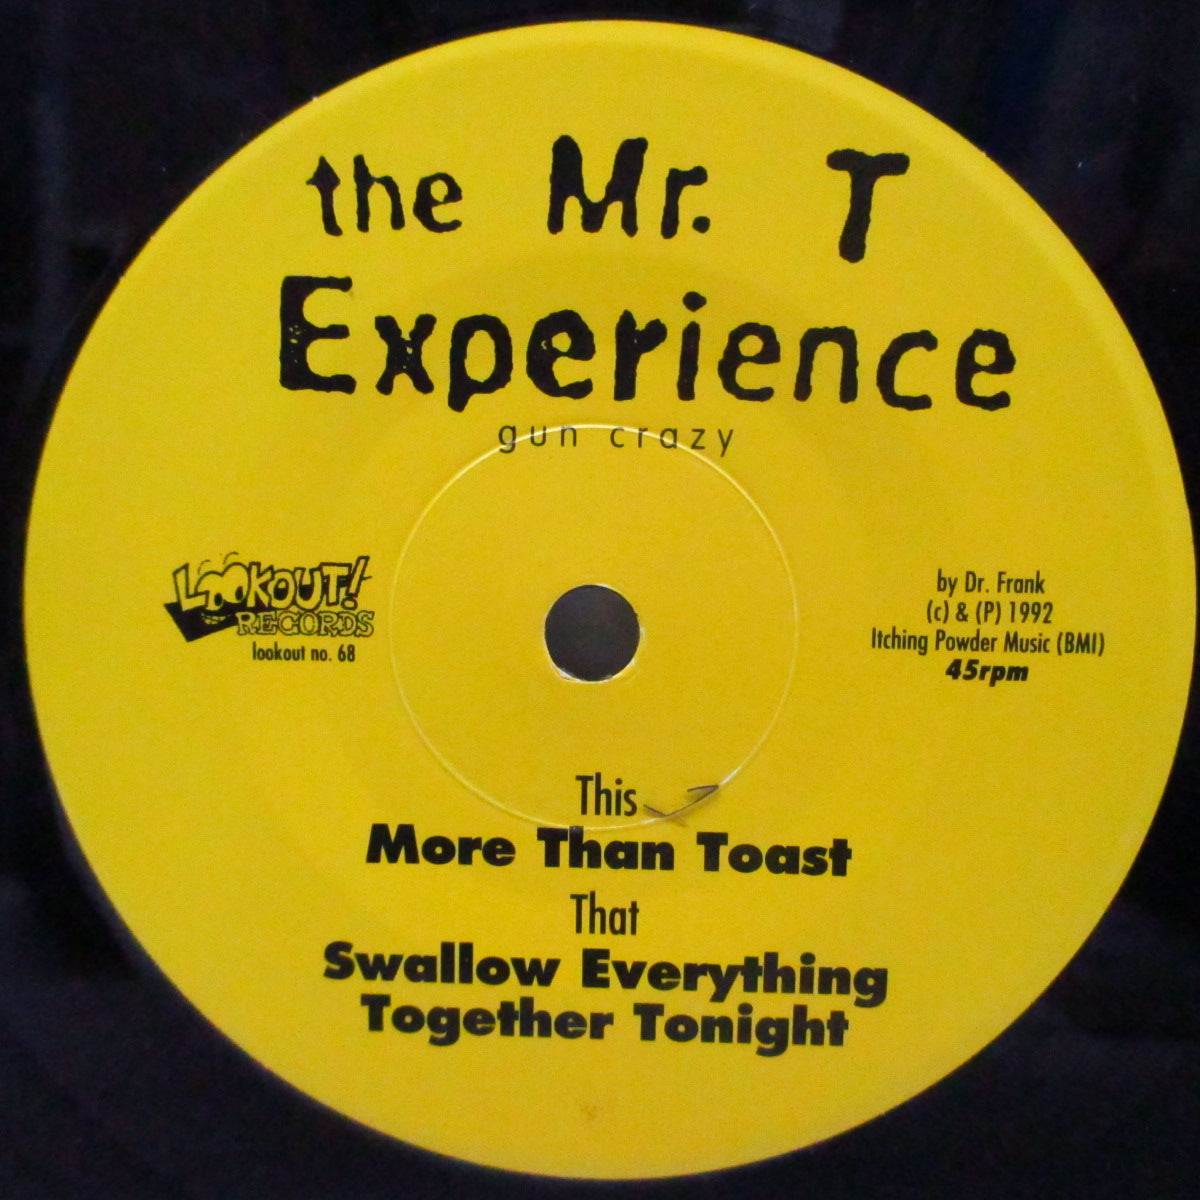 the Mr. T
Experience
gun crazy
LOOKOUT!
RECORDS
lookout no. 68
by Dr. Frank
(c) & (P) 1992
Itching Powder Music (BMI)
45rpm
This
More Than Toast
That
Swallow Everything
Together Tonight